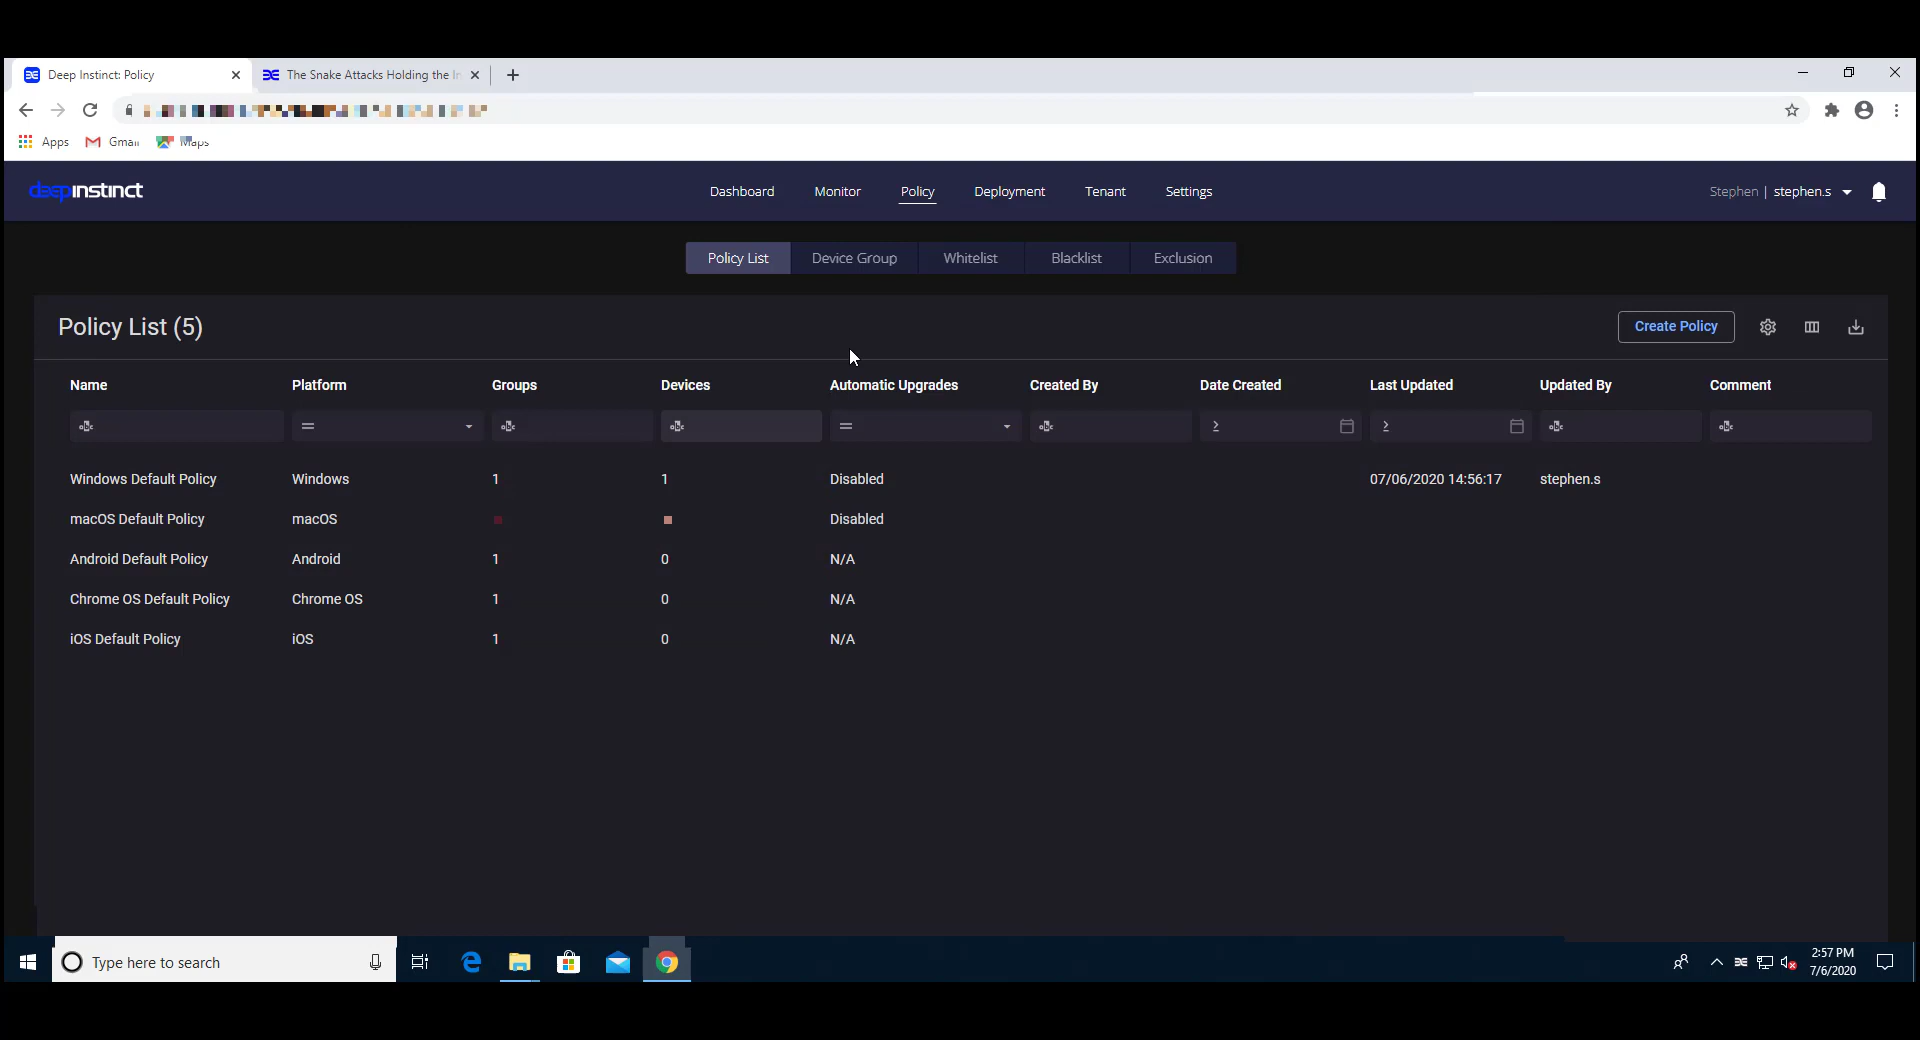 Deep Instinct: Policy
The Snake Attacks Holding the In
Apps Gmail Maps
deepinstinct
Dashboard Monitor Policy Deployment Tenant Settings
Stephen | stephen.s
Policy List Device Group Whitelist Blacklist Exclusion
Policy List (5)
Create Policy
Name Platform Groups Devices Automatic Upgrades Created By Date Created Last Updated Updated By Comment
Windows Default Policy Windows 1 1 Disabled 07/06/2020 14:56:17 stephen.s
macOS Default Policy macOS Disabled
Android Default Policy Android 1 0 N/A
Chrome OS Default Policy Chrome OS 1 0 N/A
iOS Default Policy iOS 1 0 N/A
Type here to search
2:57 PM
7/6/2020